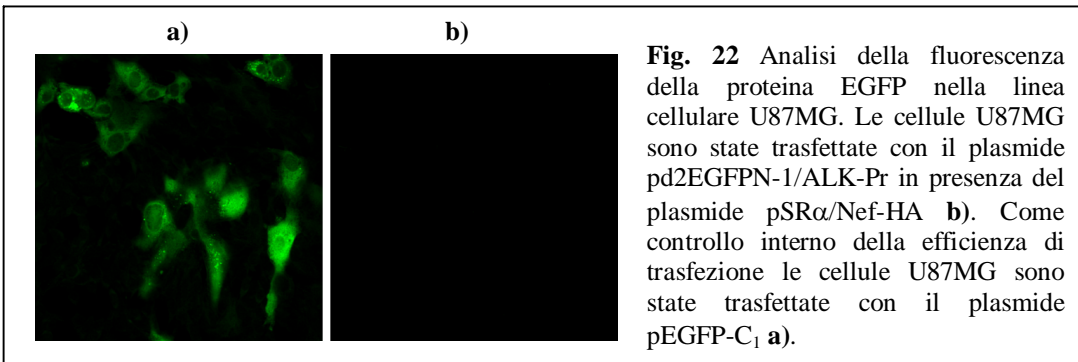 a)
b)
Fig. 22 Analisi della fluorescenza
della proteina EGFP nella linea
cellulare U87MG. Le cellule U87MG
sono state trasfettate con il plasmide
pd2EGFPN-1/ALK-Pr in presenza del
plasmide pSRα/Nef-HA b). Come
controllo interno della efficienza di
trasfezione le cellule U87MG sono
state trasfettate con il plasmide
pEGFP-C₁ a).